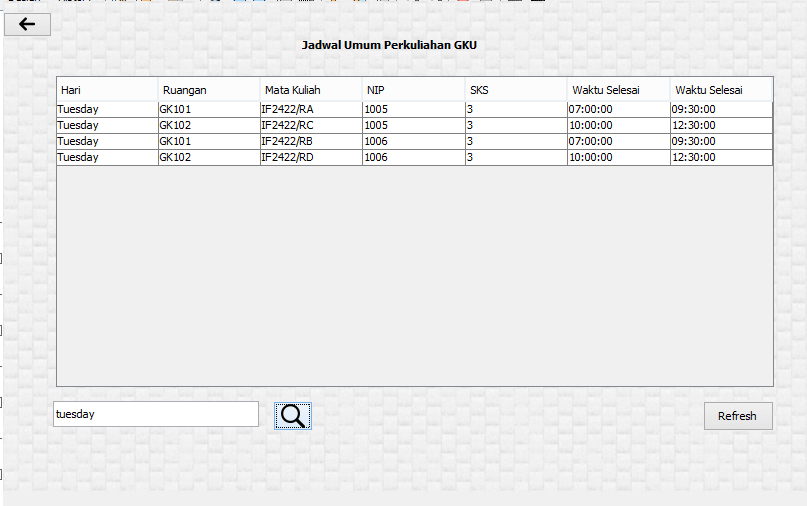 Jadwal Umum Perkuliahan GKU
Hari Ruangan Mata Kuliah NIP SKS Waktu Selesai Waktu Selesai
Tuesday GK101 IF2422/RA 1005 3 07:00:00 09:30:00
Tuesday GK102 IF2422/RC 1005 3 10:00:00 12:30:00
Tuesday GK101 IF2422/RB 1006 3 07:00:00 09:30:00
Tuesday GK102 IF2422/RD 1006 3 10:00:00 12:30:00
tuesday Refresh